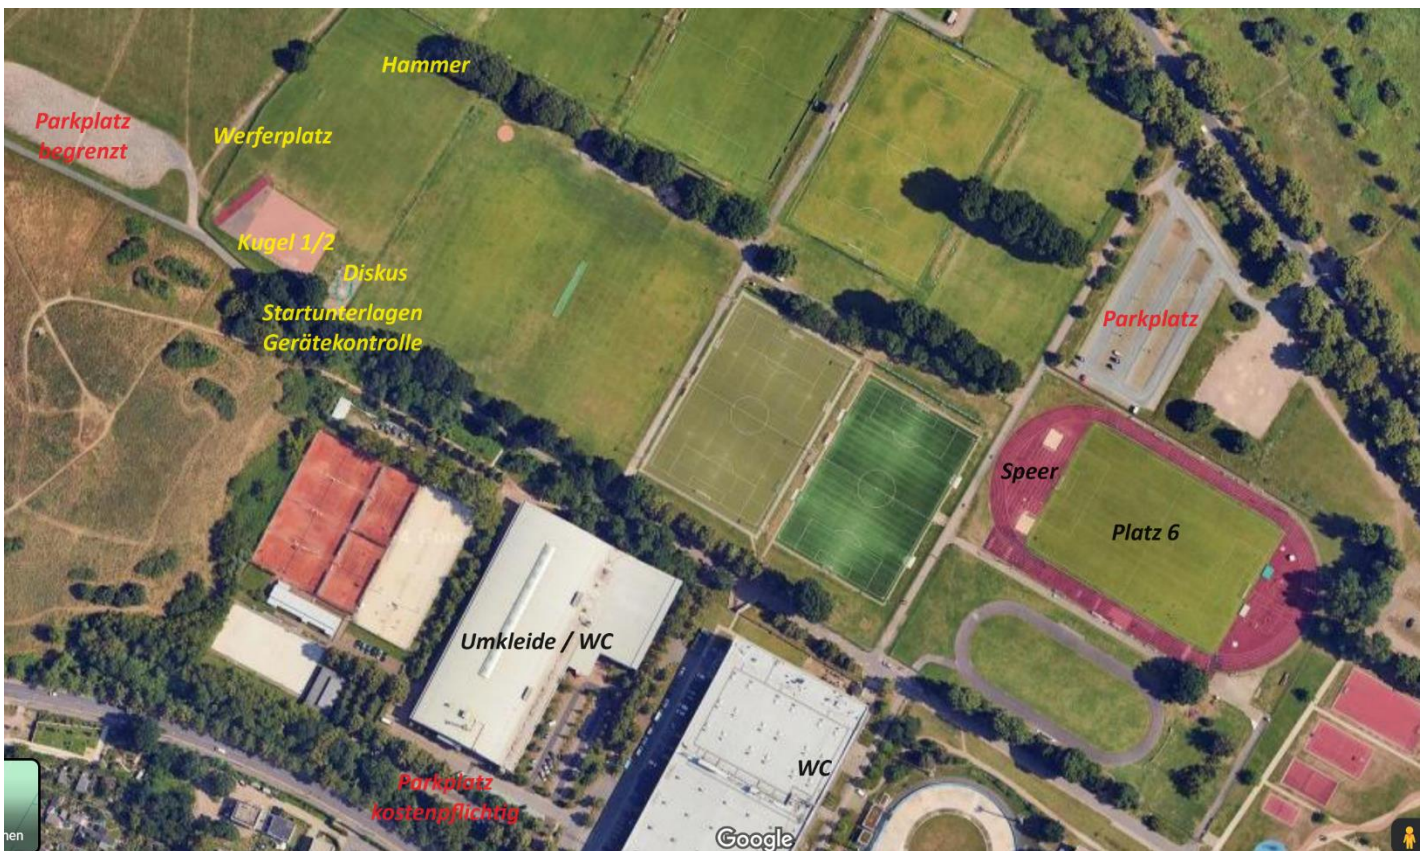 Hammer
Parkplatz
begrenzt
Werferplatz
Kugel 1/2
Diskus
Startunterlagen
Gerätekontrolle
Parkplatz
Speer
Platz 6
Umkleide / WC
WC
Parkplatz
kostenpflichtig
nen
Google